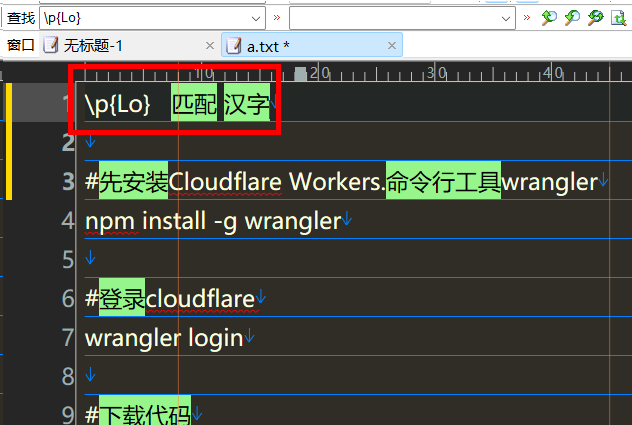 查找 \p{Lo}
窗口 无标题-1 × a.txt * ×
10 20 30 40
1 \p{Lo} 匹配 汉字↓
2 ↓
3 #先安装Cloudflare Workers.命令行工具wrangler↓
4 npm install -g wrangler↓
5 ↓
6 #登录cloudflare↓
7 wrangler login↓
8 ↓
9 #下载代码↓